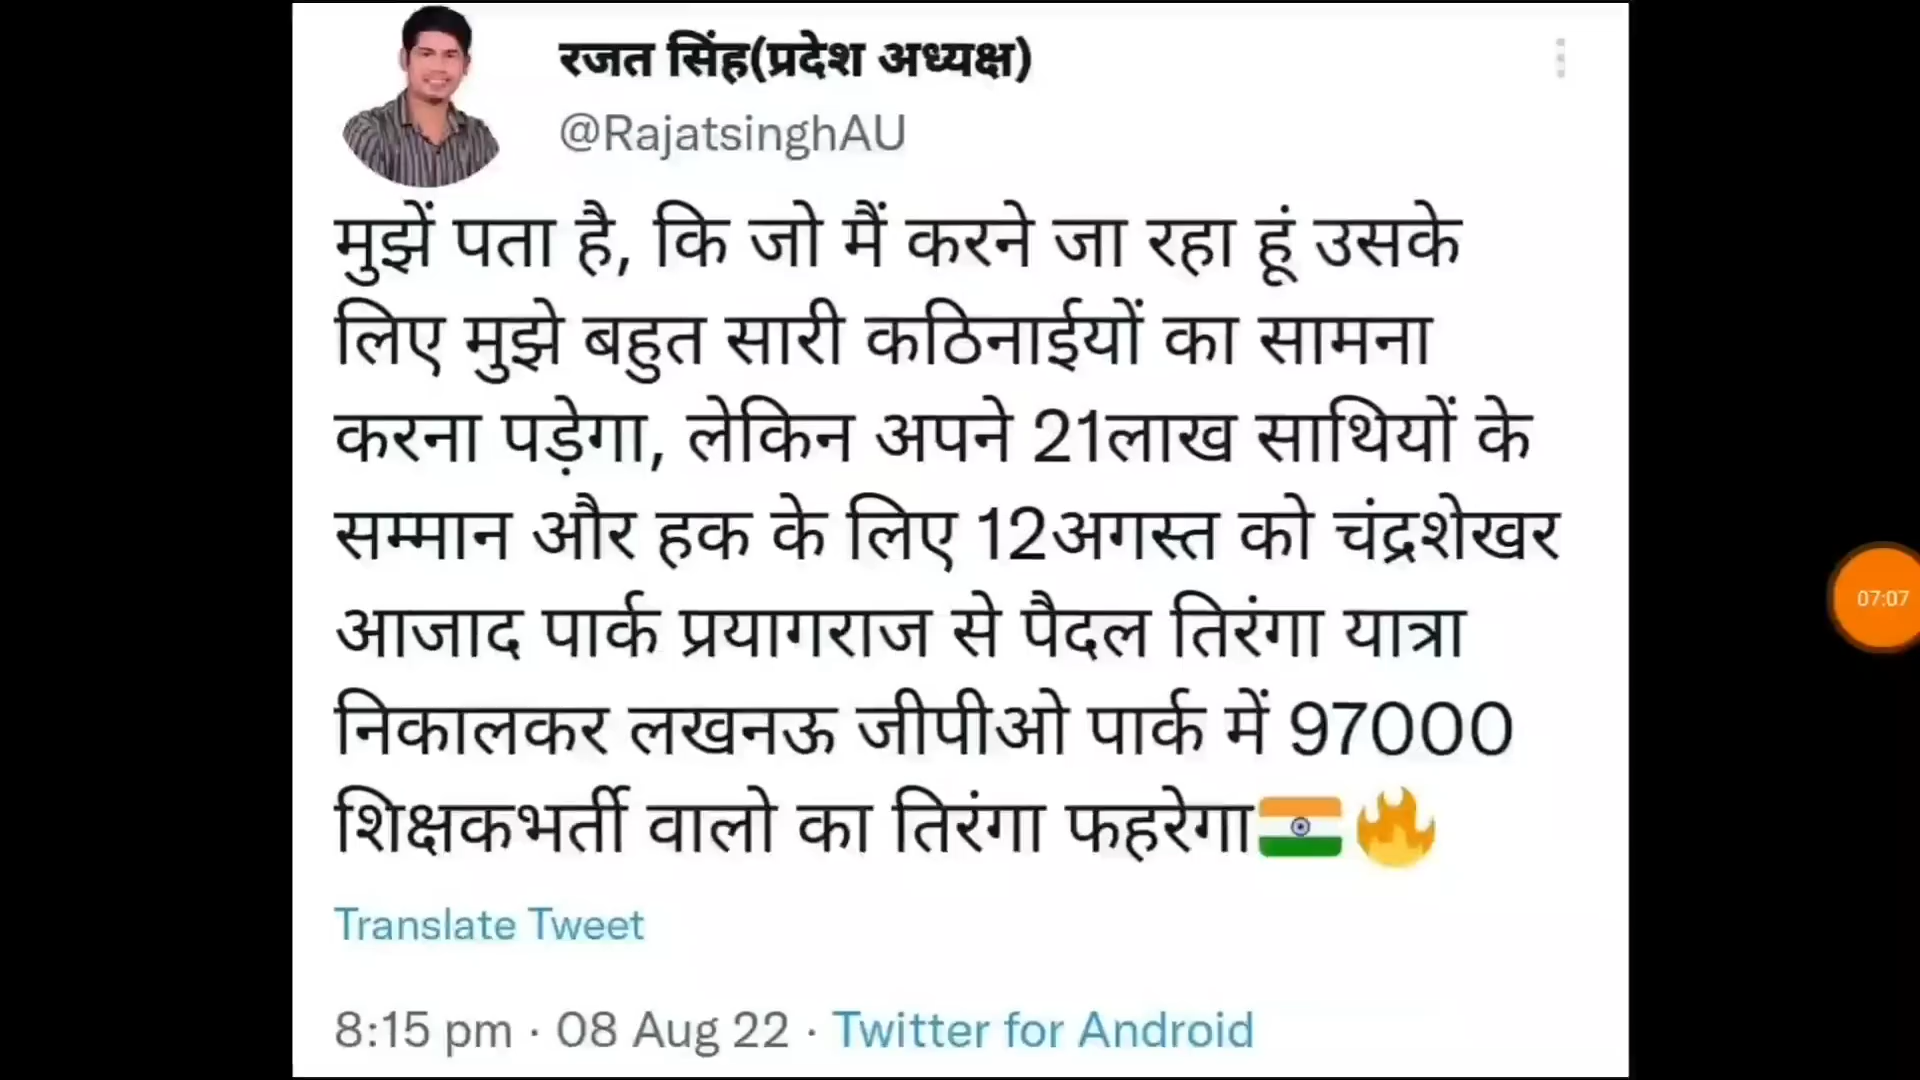 रजत सिंह(प्रदेश अध्यक्ष)
@RajatsinghAU
मुझें पता है, कि जो मैं करने जा रहा हूं उसके
लिए मुझे बहुत सारी कठिनाईयों का सामना
करना पड़ेगा, लेकिन अपने 21लाख साथियों के
सम्मान और हक के लिए 12अगस्त को चंद्रशेखर
आजाद पार्क प्रयागराज से पैदल तिरंगा यात्रा
निकालकर लखनऊ जीपीओ पार्क में 97000
शिक्षकभर्ती वालो का तिरंगा फहरेगा🇮🇳🔥
Translate Tweet
8:15 pm · 08 Aug 22 · Twitter for Android
07:07